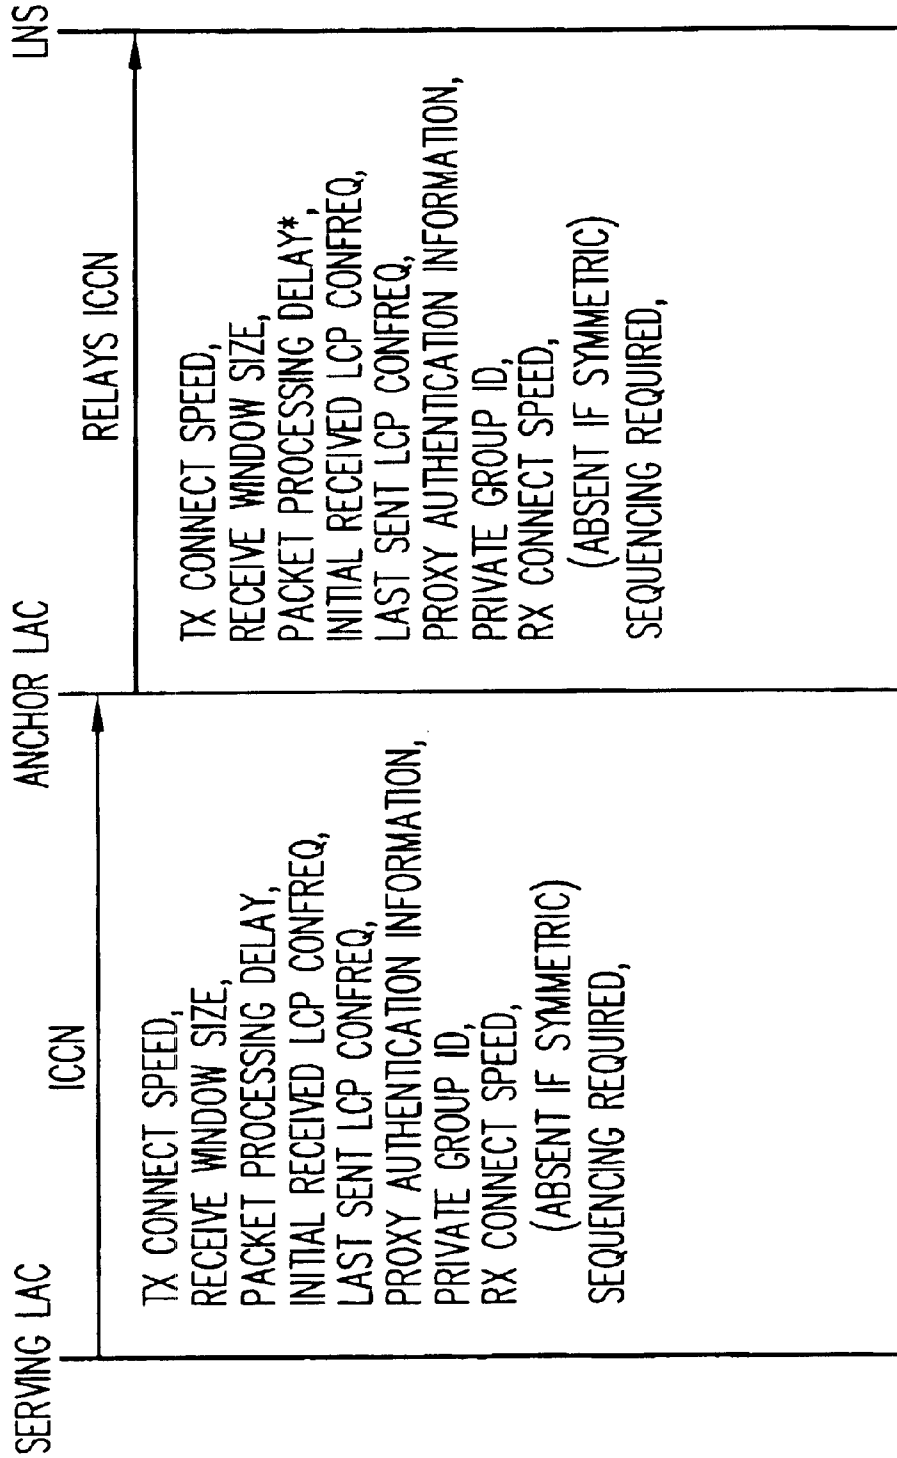 SERVING LAC
ANCHOR LAC
LNS
ICCN
TX CONNECT SPEED,
RECEIVE WINDOW SIZE,
PACKET PROCESSING DELAY,
INITIAL RECEIVED LCP CONFREQ,
LAST SENT LCP CONFREQ,
PROXY AUTHENTICATION INFORMATION,
PRIVATE GROUP ID,
RX CONNECT SPEED,
(ABSENT IF SYMMETRIC)
SEQUENCING REQUIRED,
RELAYS ICCN
TX CONNECT SPEED,
RECEIVE WINDOW SIZE,
PACKET PROCESSING DELAY*,
INITIAL RECEIVED LCP CONFREQ,
LAST SENT LCP CONFREQ,
PROXY AUTHENTICATION INFORMATION,
PRIVATE GROUP ID,
RX CONNECT SPEED,
(ABSENT IF SYMMETRIC)
SEQUENCING REQUIRED,